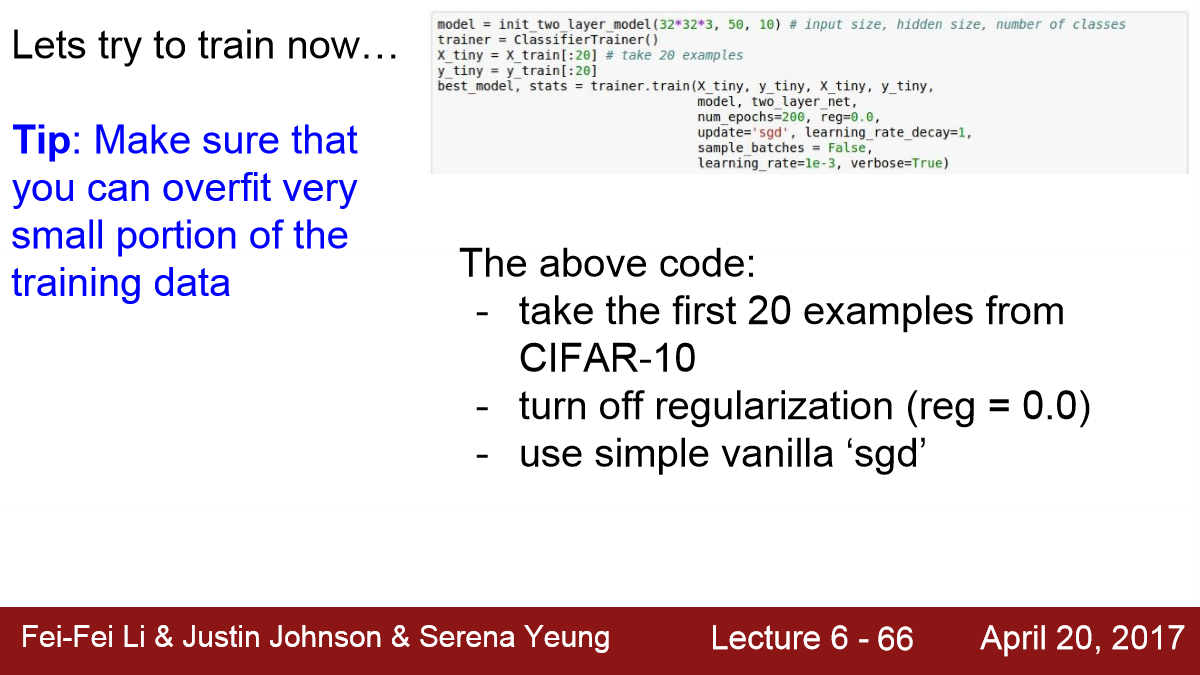 Lets try to train now…
Tip: Make sure that
you can overfit very
small portion of the
training data
model = init_two_layer_model(32*32*3, 50, 10) # input size, hidden size, number of classes
trainer = ClassifierTrainer()
X_tiny = X_train[:20] # take 20 examples
y_tiny = y_train[:20]
best_model, stats = trainer.train(X_tiny, y_tiny, X_tiny, y_tiny,
model, two_layer_net,
num_epochs=200, reg=0.0,
update='sgd', learning_rate_decay=1,
sample_batches = False,
learning_rate=1e-3, verbose=True)
The above code:
- take the first 20 examples from
CIFAR-10
- turn off regularization (reg = 0.0)
- use simple vanilla ‘sgd’
Fei-Fei Li & Justin Johnson & Serena Yeung Lecture 6 - 66 April 20, 2017